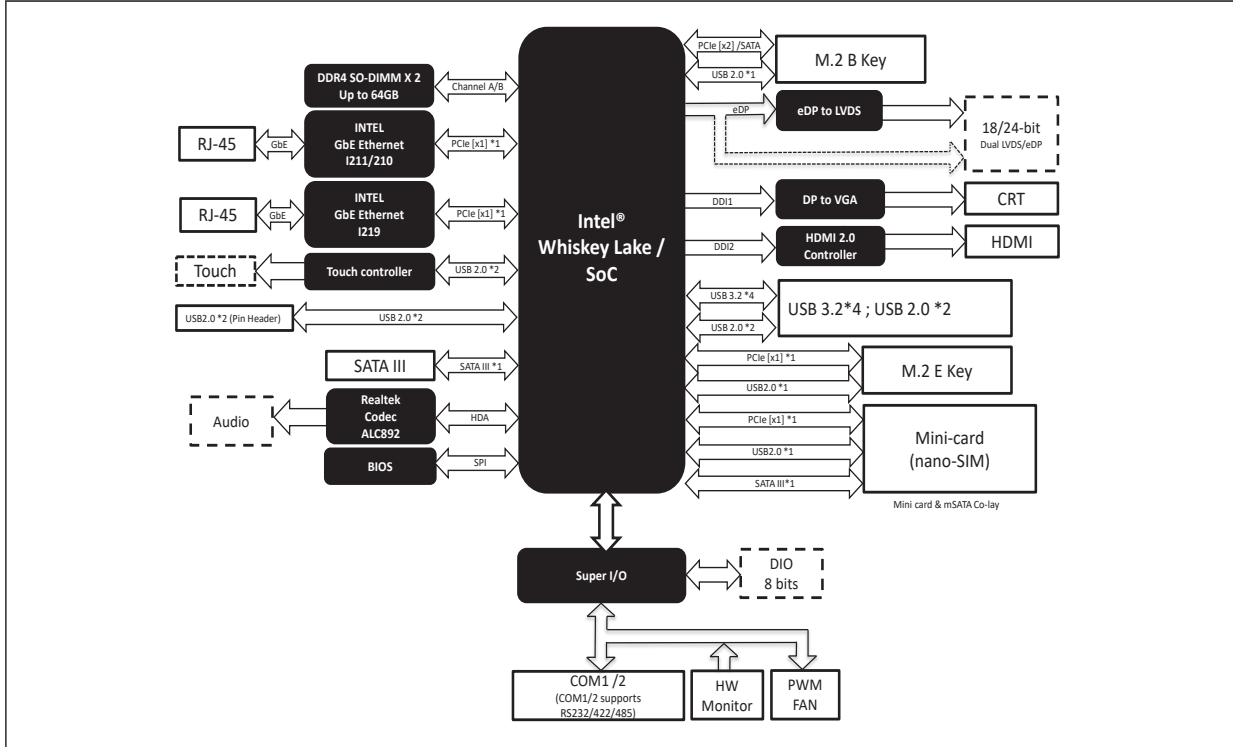 PCIe [x2] /SATA
M.2 B Key
USB 2.0 *1
DDR4 SO-DIMM X 2
Up to 64GB
Channel A/B
eDP
eDP to LVDS
18/24-bit
Dual LVDS/eDP
RJ-45
GbE
INTEL
GbE Ethernet
I211/210
PCIe [x1] *1
RJ-45
GbE
INTEL
GbE Ethernet
I219
PCIe [x1] *1
Intel®
Whiskey Lake /
SoC
DDI1
DP to VGA
CRT
DDI2
HDMI 2.0
Controller
HDMI
Touch
Touch controller
USB 2.0 *2
USB2.0 *2 (Pin Header)
USB 2.0 *2
USB 3.2*4
USB 2.0 *2
USB 3.2*4 ; USB 2.0 *2
SATA III
SATA III *1
PCIe [x1] *1
USB2.0 *1
M.2 E Key
Audio
Realtek
Codec
ALC892
HDA
BIOS
SPI
PCIe [x1] *1
USB2.0 *1
SATA III*1
Mini-card
(nano-SIM)
Mini card & mSATA Co-lay
Super I/O
DIO
8 bits
COM1 /2
(COM1/2 supports
RS232/422/485)
HW
Monitor
PWM
FAN